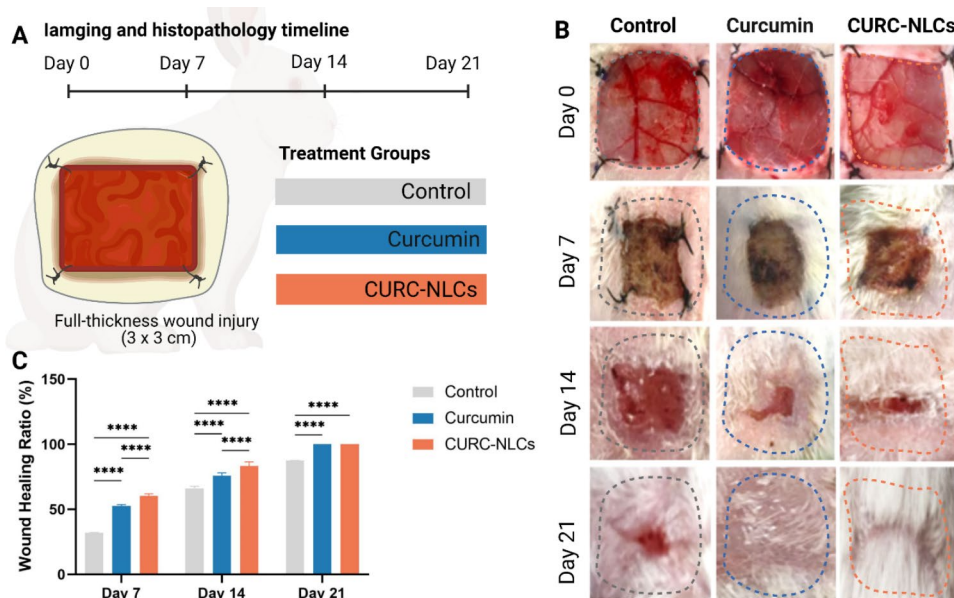 A
Iamging and histopathology timeline
Day 0 Day 7 Day 14 Day 21
Full-thickness wound injury
(3 x 3 cm)
Treatment Groups
Control
Curcumin
CURC-NLCs
B
Control Curcumin CURC-NLCs
Day 0
Day 7
Day 14
Day 21
C
Wound Healing Ratio (%)
150
100
50
0
**** **** ****
**** **** ****
**** ****
Day 7 Day 14 Day 21
Control
Curcumin
CURC-NLCs